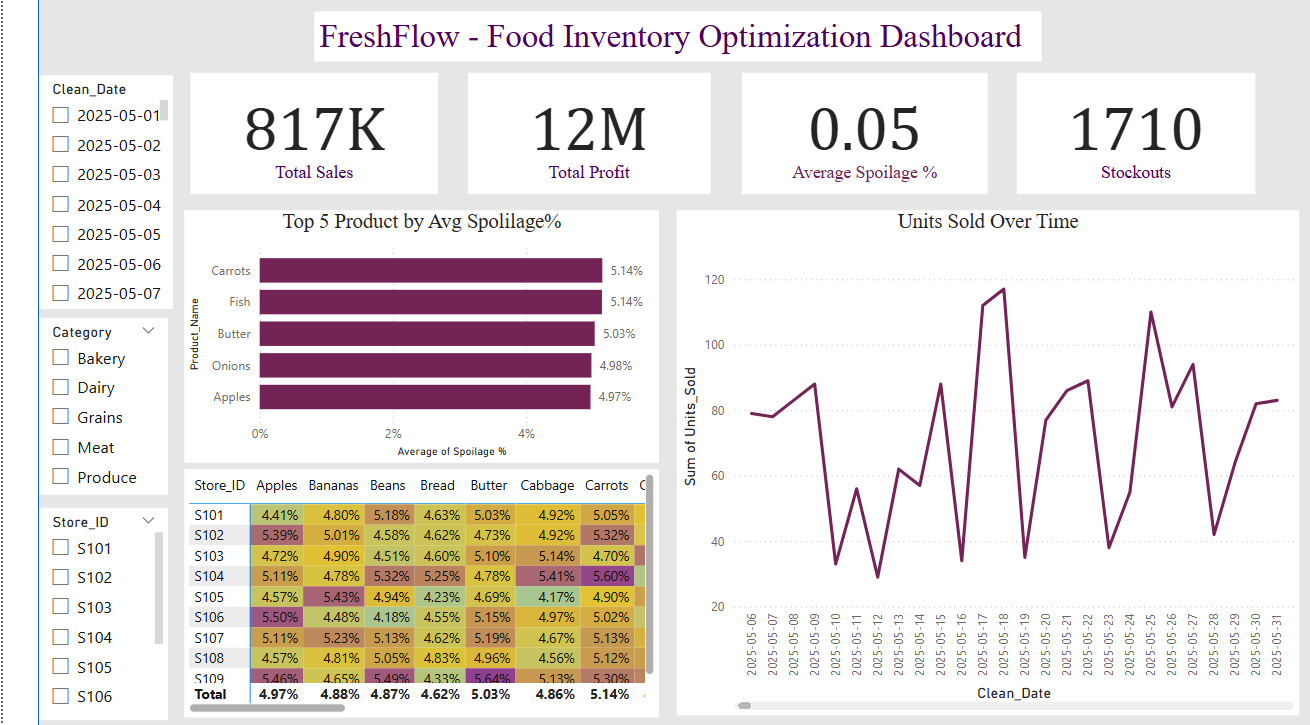 FreshFlow - Food Inventory Optimization Dashboard
Clean_Date
2025-05-01
2025-05-02
2025-05-03
2025-05-04
2025-05-05
2025-05-06
2025-05-07
Category
Bakery
Dairy
Grains
Meat
Produce
Store_ID
S101
S102
S103
S104
S105
S106
817K
Total Sales
12M
Total Profit
0.05
Average Spoilage %
1710
Stockouts
Top 5 Product by Avg Spolilage%
Product_Name
Carrots 5.14%
Fish 5.14%
Butter 5.03%
Onions 4.98%
Apples 4.97%
0% 2% 4%
Average of Spoilage %
Store_ID Apples Bananas Beans Bread Butter Cabbage Carrots
S101 4.41% 4.80% 5.18% 4.63% 5.03% 4.92% 5.05%
S102 5.39% 5.01% 4.58% 4.62% 4.73% 4.92% 5.32%
S103 4.72% 4.90% 4.51% 4.60% 5.10% 5.14% 4.70%
S104 5.11% 4.78% 5.32% 5.25% 4.78% 5.41% 5.60%
S105 4.57% 5.43% 4.94% 4.23% 4.69% 4.17% 4.90%
S106 5.50% 4.48% 4.18% 4.55% 5.15% 4.97% 5.02%
S107 5.11% 5.23% 5.13% 4.62% 5.19% 4.67% 5.13%
S108 4.57% 4.81% 5.05% 4.83% 4.96% 4.56% 5.12%
S109 5.46% 4.65% 5.49% 4.33% 5.64% 5.13% 5.30%
Total 4.97% 4.88% 4.87% 4.62% 5.03% 4.86% 5.14%
Units Sold Over Time
Sum of Units_Sold
120
100
80
60
40
20
2025-05-06
2025-05-07
2025-05-08
2025-05-09
2025-05-10
2025-05-11
2025-05-12
2025-05-13
2025-05-14
2025-05-15
2025-05-16
2025-05-17
2025-05-18
2025-05-19
2025-05-20
2025-05-21
2025-05-22
2025-05-23
2025-05-24
2025-05-25
2025-05-26
2025-05-27
2025-05-28
2025-05-29
2025-05-30
2025-05-31
Clean_Date